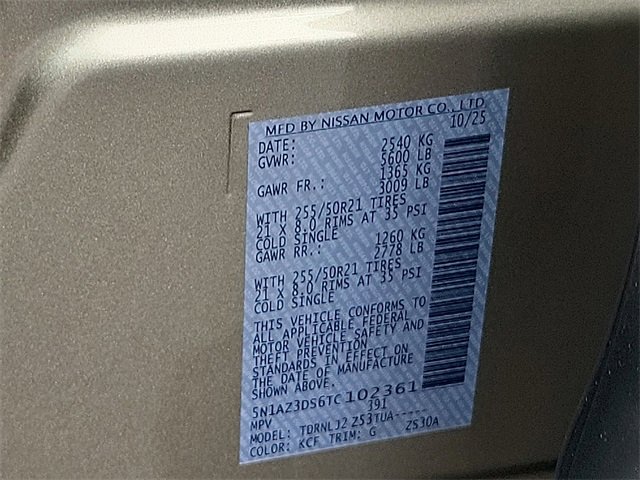 MFD BY NISSAN MOTOR CO., LTD
DATE: 10/25
GVWR: 2540 KG
5600 LB
GAWR FR.: 1365 KG
3009 LB
WITH 255/50R21 TIRES
21 X 8.0 RIMS AT 35 PSI
COLD SINGLE
GAWR RR.: 1260 KG
2778 LB
WITH 255/50R21 TIRES
21 X 8.0 RIMS AT 35 PSI
COLD SINGLE
THIS VEHICLE CONFORMS TO
ALL APPLICABLE FEDERAL
MOTOR VEHICLE SAFETY AND
THEFT PREVENTION
STANDARDS IN EFFECT ON
THE DATE OF MANUFACTURE
SHOWN ABOVE.
5N1AZ3DS6TC102361
MPV 391
MODEL: TDRNLJ2 Z53TUA-----
COLOR: KCF TRIM: G ZS30A